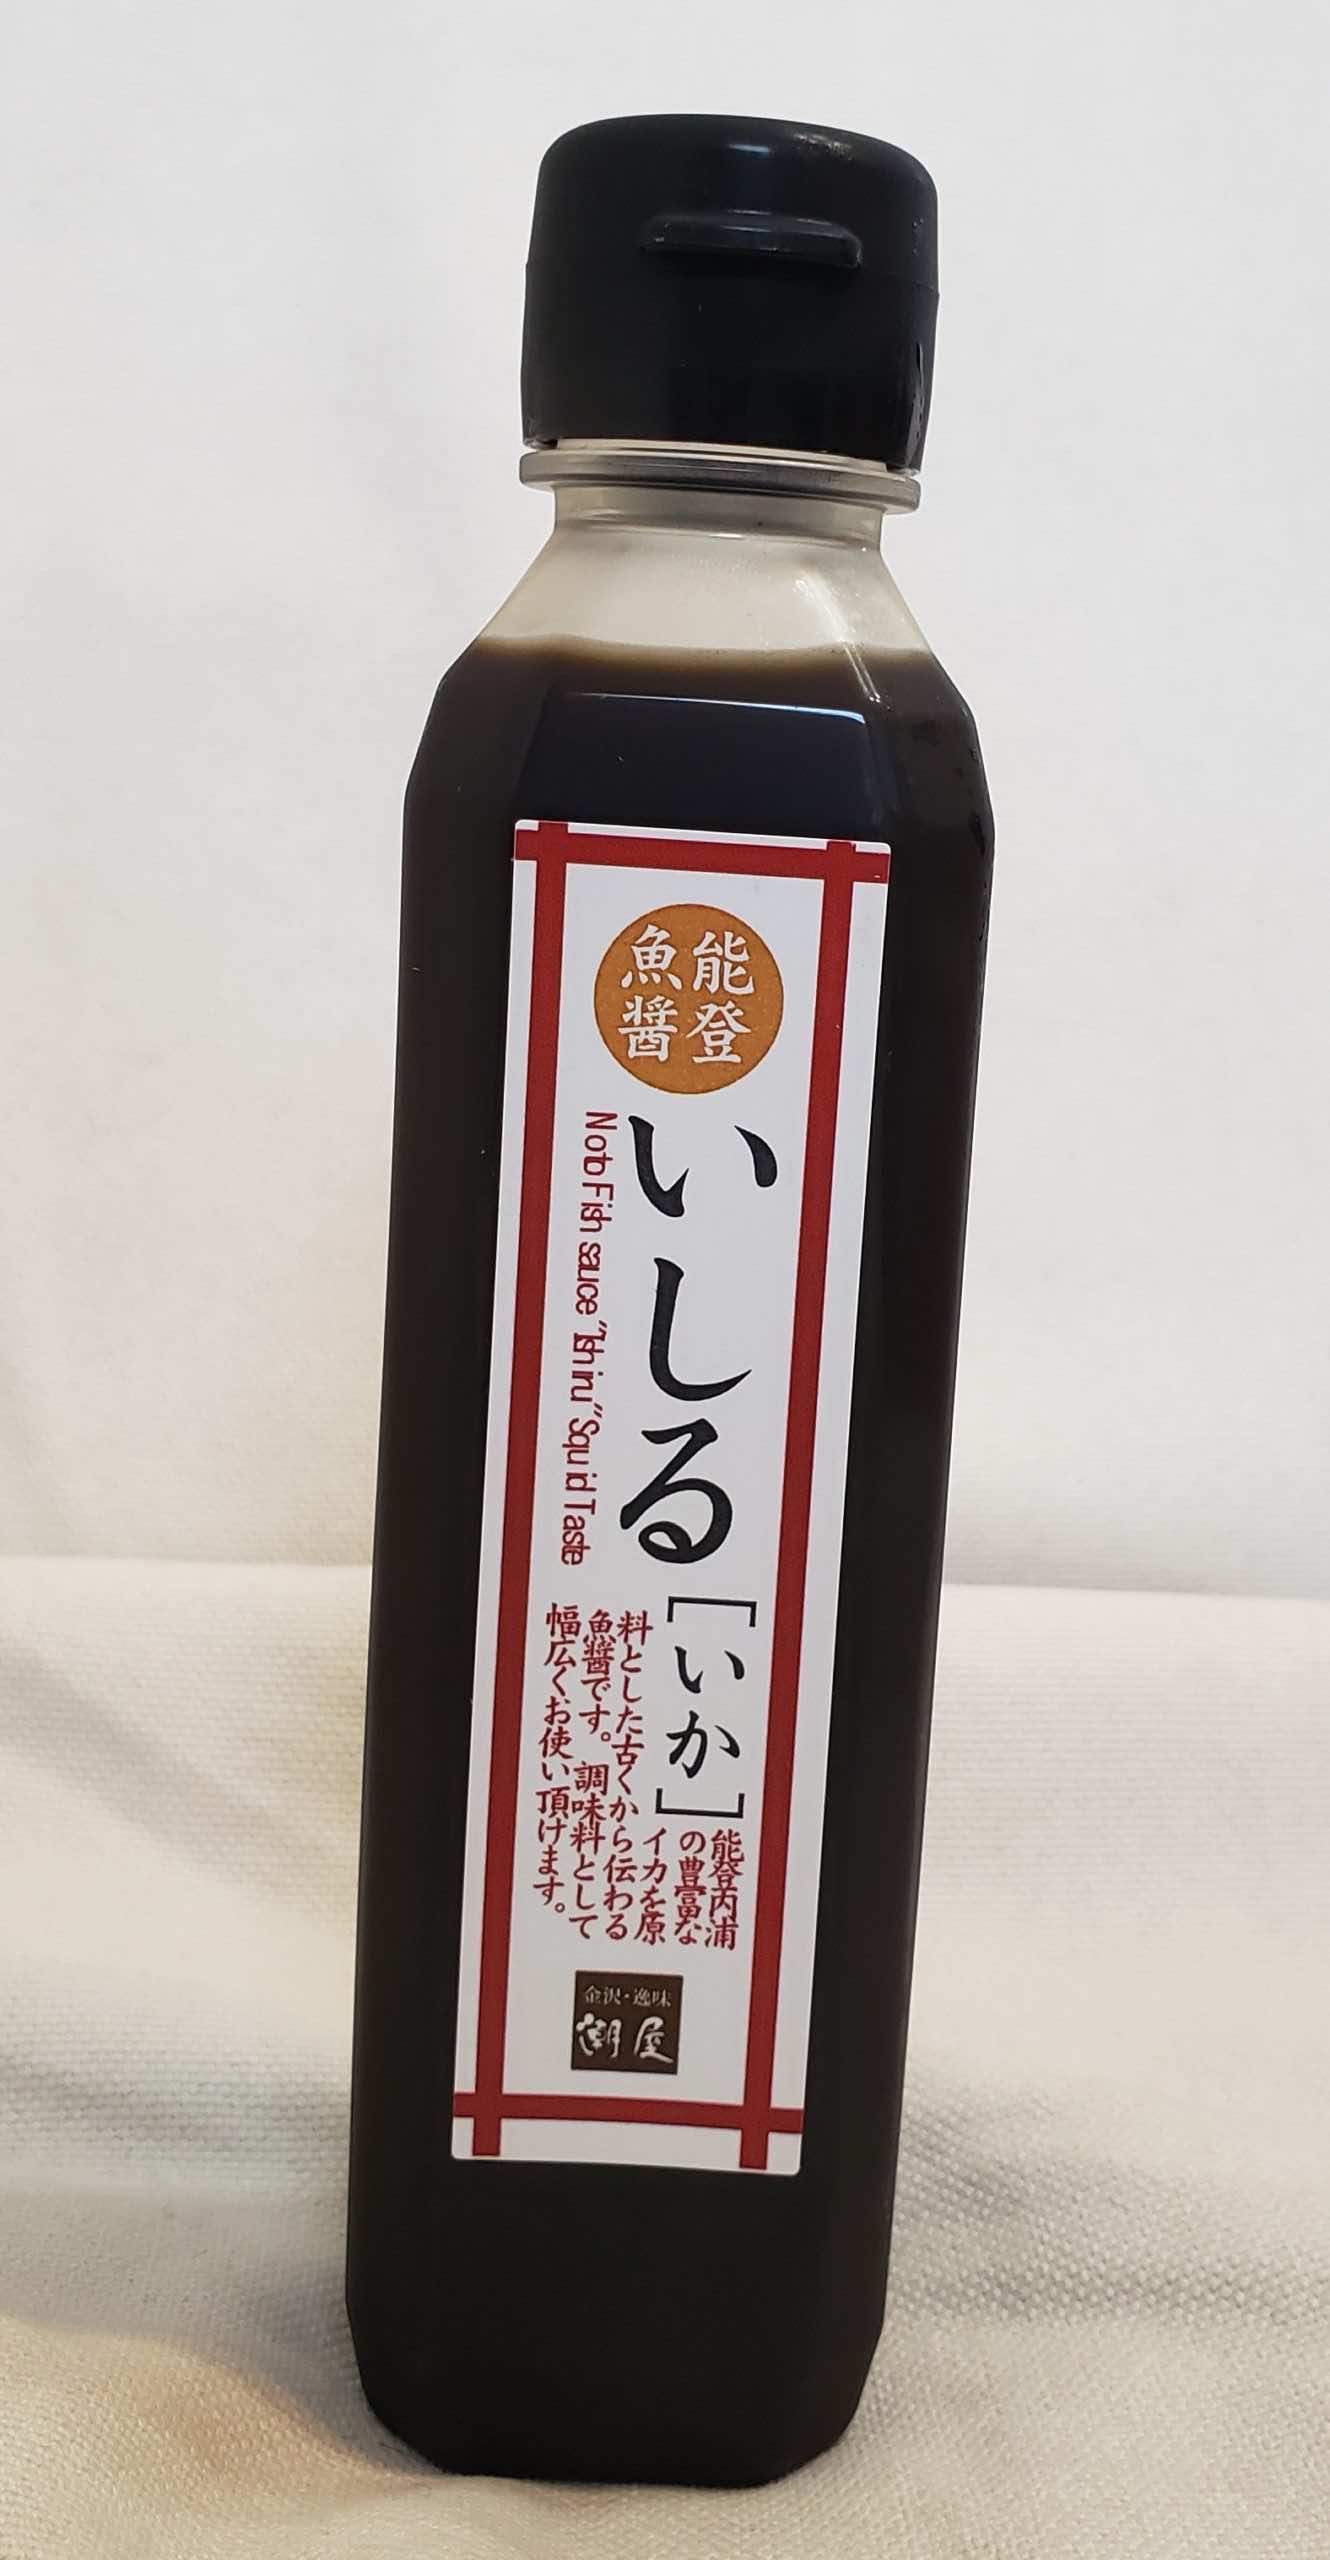 能登
魚醤
いしる
Noto Fish sauce "Ishiru" Squid Taste
[いか]
能登内浦
の豊富な
イカを原
料とした古くから伝わる
魚醤です。調味料として
幅広くお使い頂けます。
金沢・逸味
潮屋